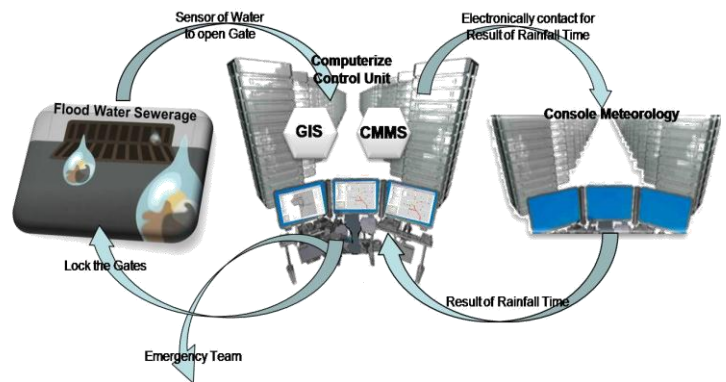 Sensor of Water
to open Gate
Electronically contact for
Result of Rainfall Time
Computerize
Control Unit
Flood Water Sewerage
GIS
CMMS
Console Meteorology
Lock the Gates
Result of Rainfall Time
Emergency Team